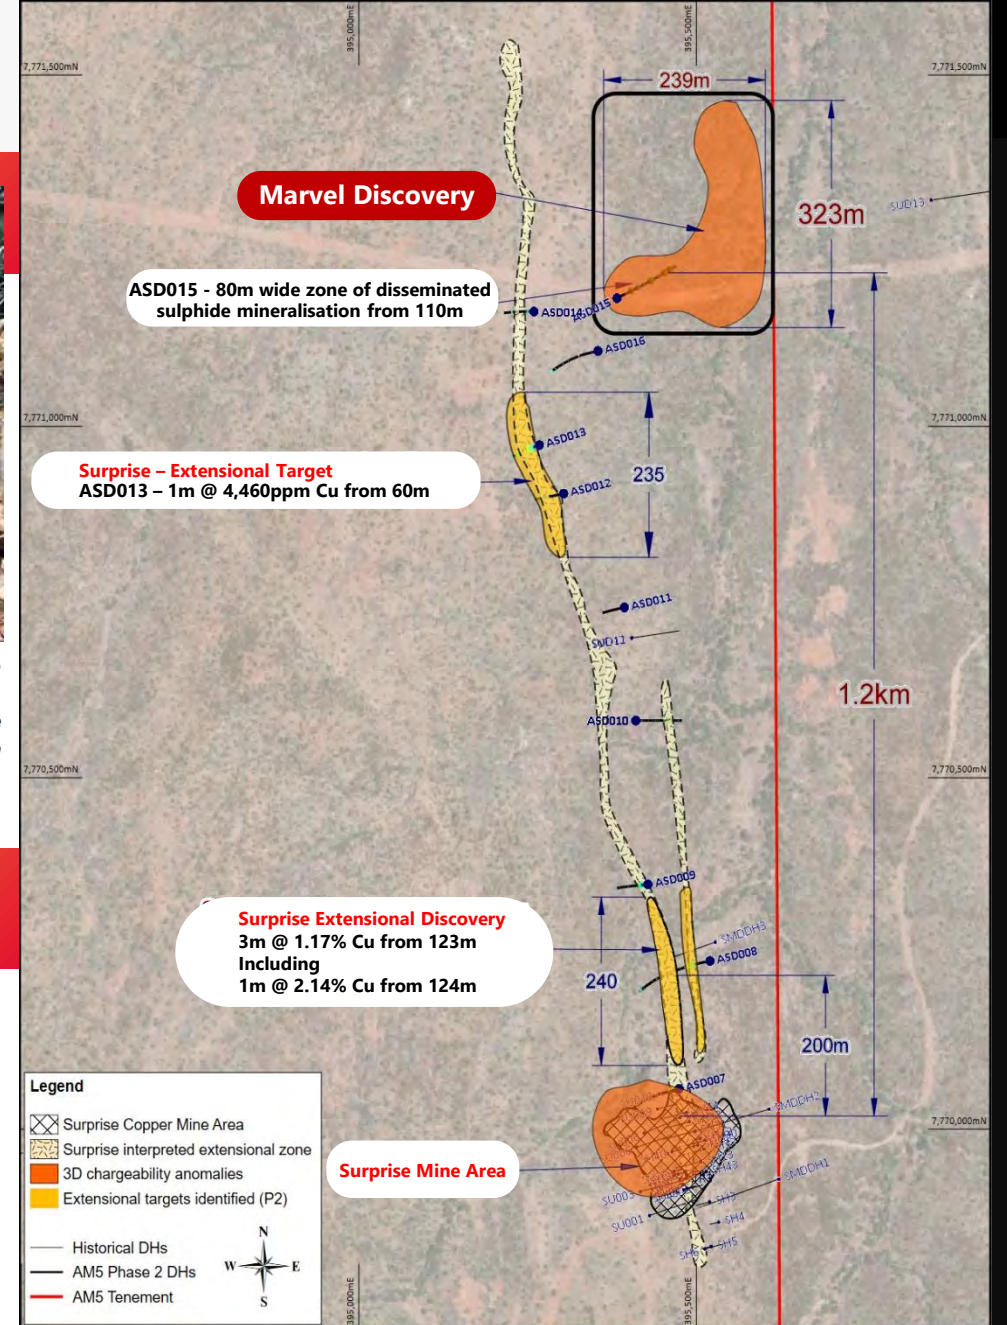 395,000mE
395,500mE
7,771,500mN
7,771,500mN
239m
Marvel Discovery
323m
SUD13
ASD015 - 80m wide zone of disseminated
sulphide mineralisation from 110m
ASD015
ASD014
ASD016
7,771,000mN
7,771,000mN
ASD013
Surprise – Extensional Target
ASD013 – 1m @ 4,460ppm Cu from 60m
235
ASD012
ASD011
SUD11
1.2km
ASD010
7,770,500mN
7,770,500mN
ASD009
Surprise Extensional Discovery
3m @ 1.17% Cu from 123m
Including
1m @ 2.14% Cu from 124m
SMDDH3
ASD008
240
200m
ASD007
SMDDH2
7,770,000mN
Surprise Mine Area
SMDDH1
SU003
SU001
SH3
SH4
SH5
Legend
Surprise Copper Mine Area
Surprise interpreted extensional zone
3D chargeability anomalies
Extensional targets identified (P2)
Historical DHs
AM5 Phase 2 DHs
AM5 Tenement
N
W
E
S
395,000mE
395,500mE